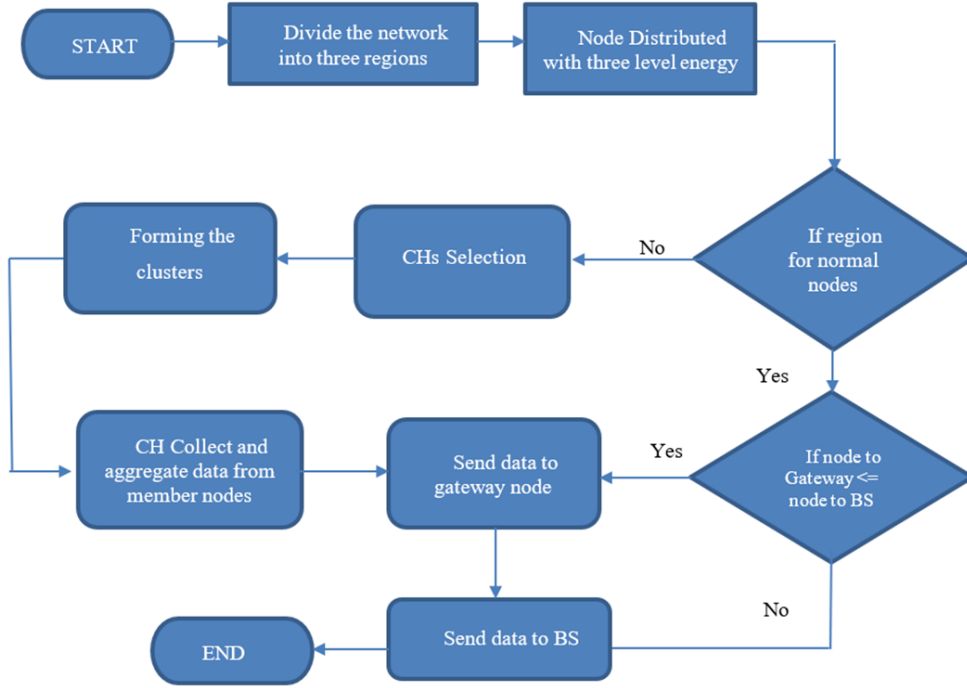 START
Divide the network
into three regions
Node Distributed
with three level energy
If region
for normal
nodes
No
CHs Selection
Forming the
clusters
Yes
CH Collect and
aggregate data from
member nodes
Send data to
gateway node
Yes
If node to
Gateway <=
node to BS
No
Send data to BS
END